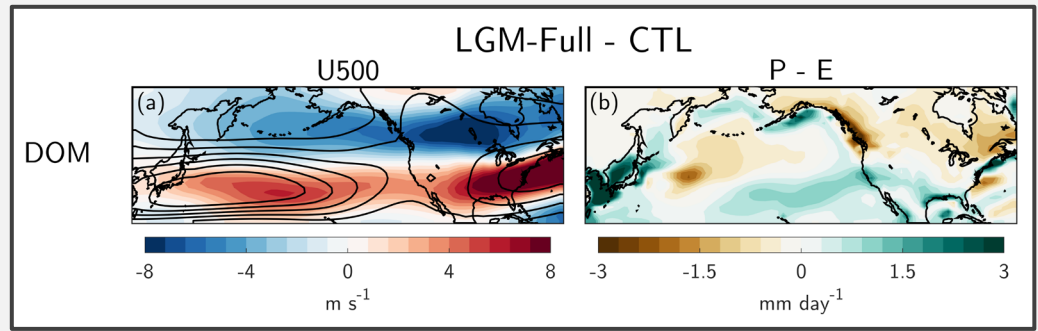 LGM-Full - CTL
U500
P - E
(a)
(b)
DOM
-8 -4 0 4 8
-3 -1.5 0 1.5 3
m s⁻¹
mm day⁻¹